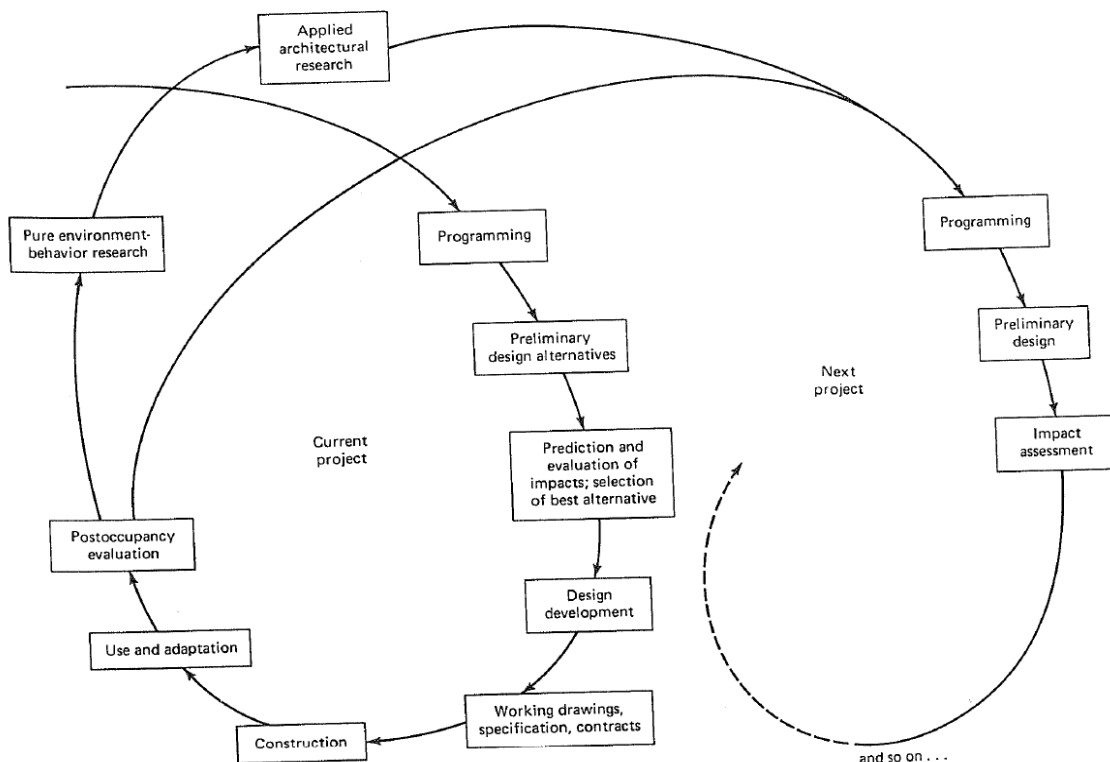 Applied
architectural
research
Pure environment-
behavior research
Programming
Programming
Preliminary
design alternatives
Preliminary
design
Next
project
Current
project
Prediction and
evaluation of
impacts; selection
of best alternative
Impact
assessment
Postoccupancy
evaluation
Design
development
Use and adaptation
Working drawings,
specification, contracts
Construction
and so on . . .